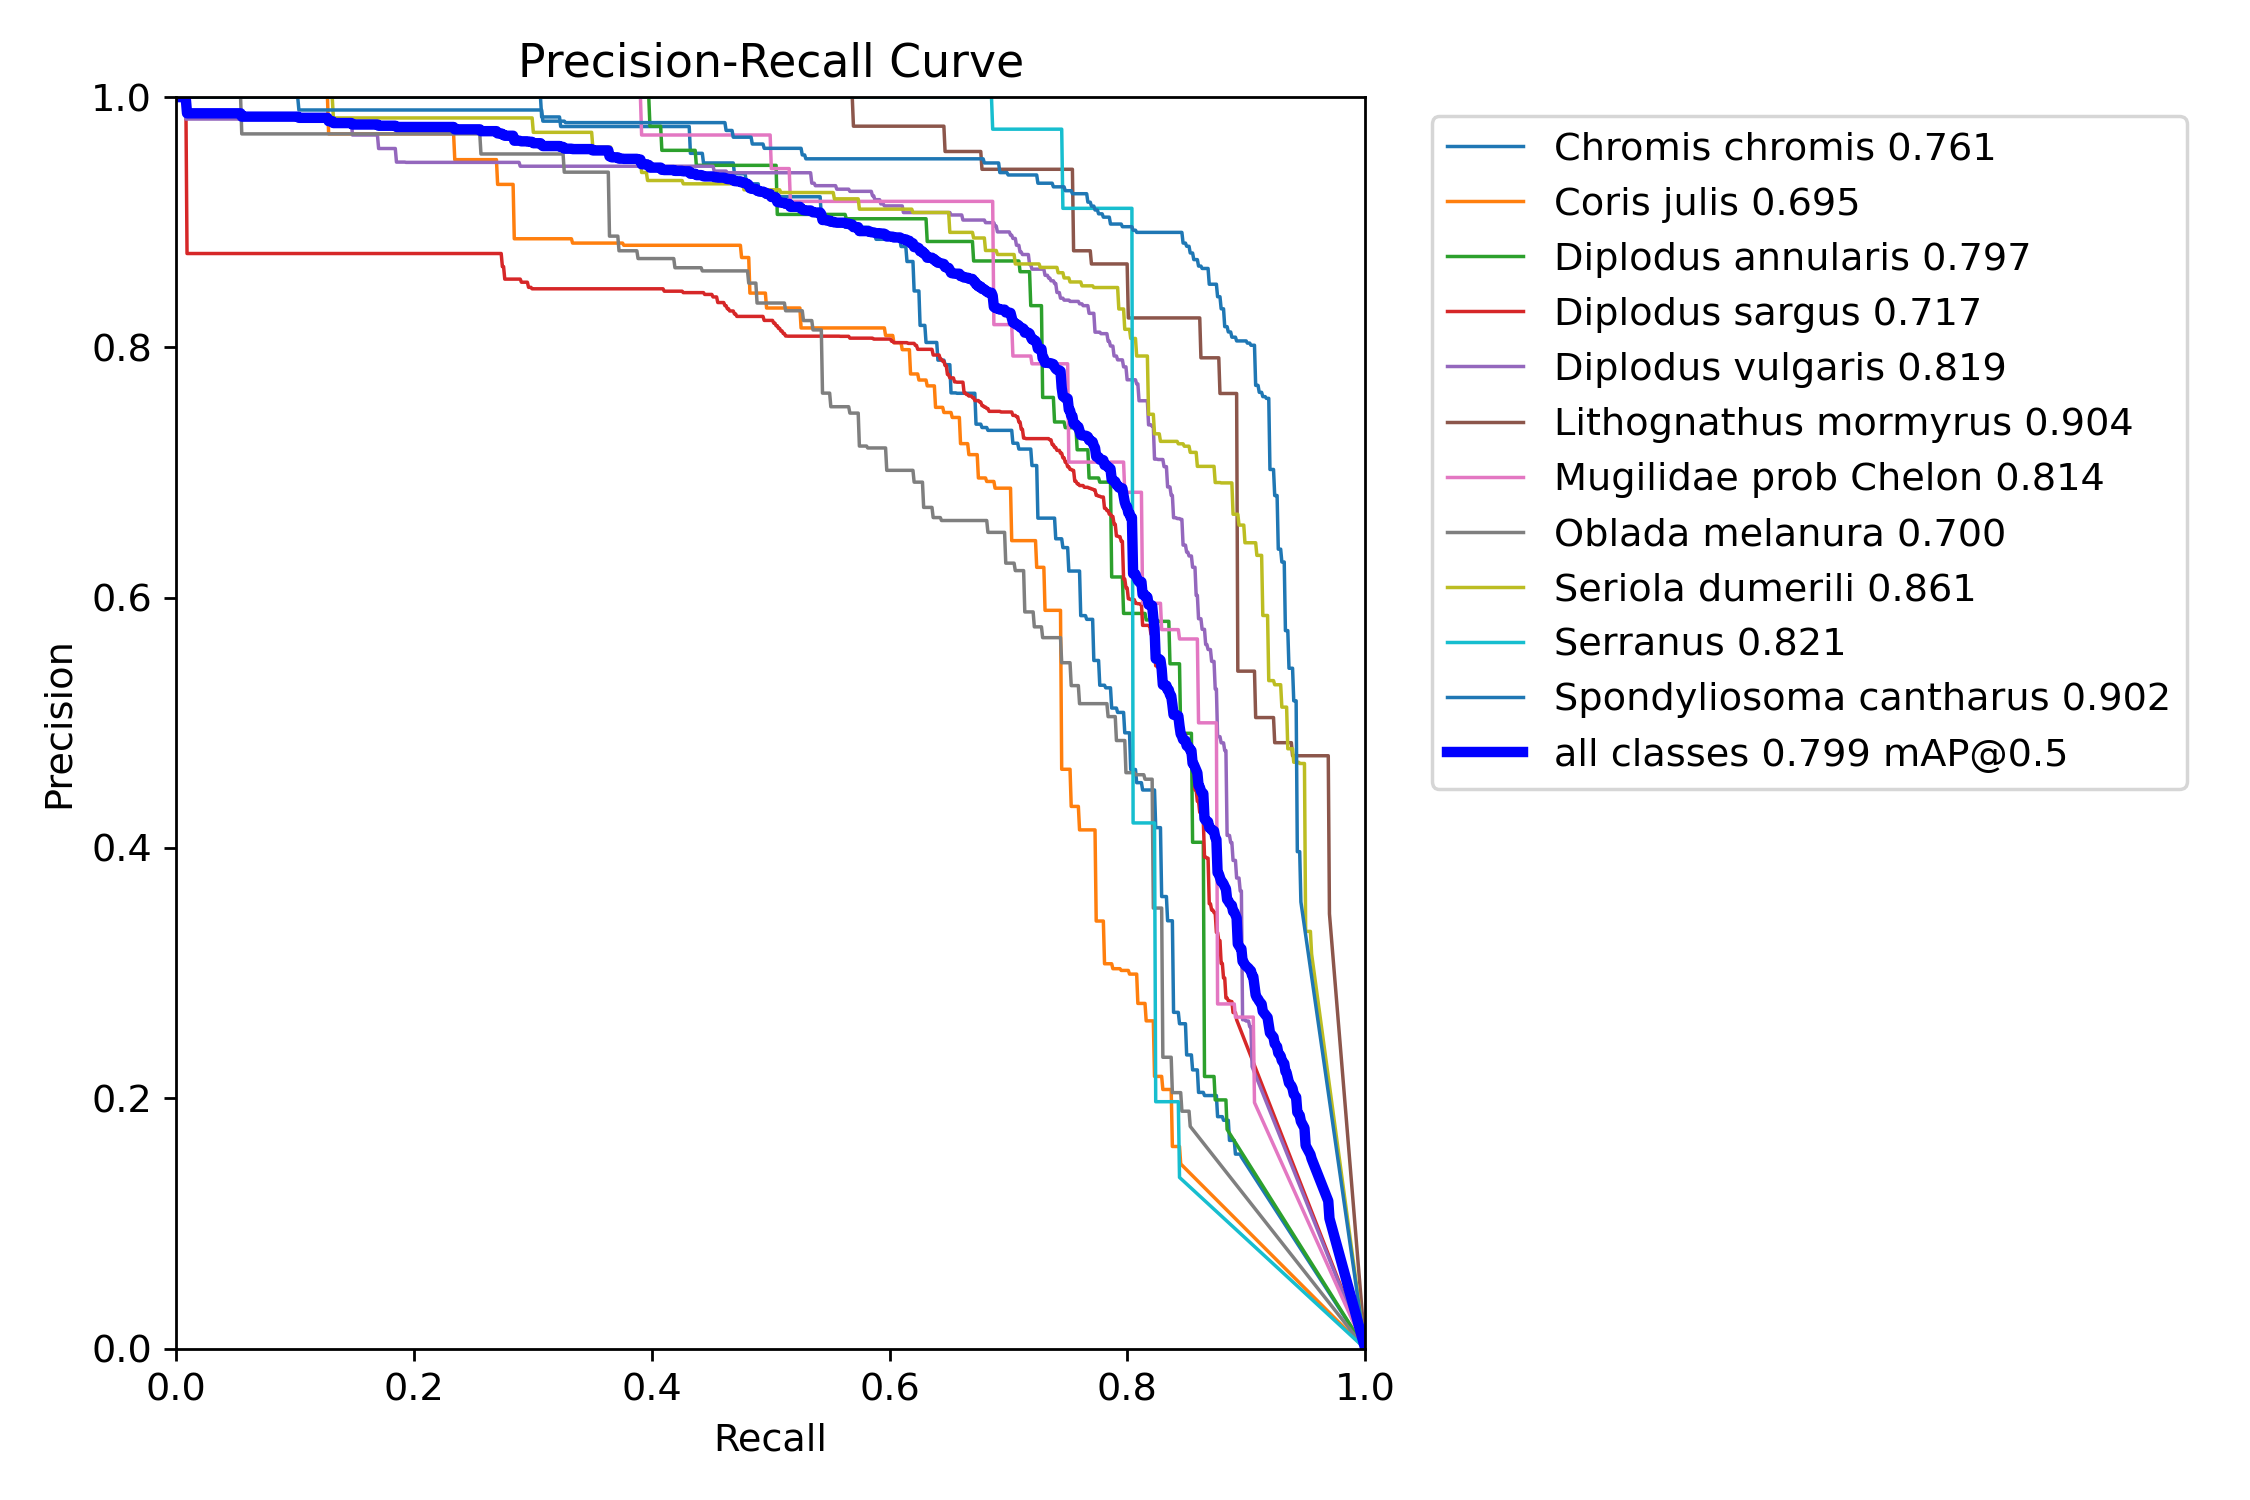 Precision-Recall Curve
1.0
0.8
0.6
0.4
0.2
0.0
Precision
0.0 0.2 0.4 0.6 0.8 1.0
Recall
Chromis chromis 0.761
Coris julis 0.695
Diplodus annularis 0.797
Diplodus sargus 0.717
Diplodus vulgaris 0.819
Lithognathus mormyrus 0.904
Mugilidae prob Chelon 0.814
Oblada melanura 0.700
Seriola dumerili 0.861
Serranus 0.821
Spondyliosoma cantharus 0.902
all classes 0.799 mAP@0.5